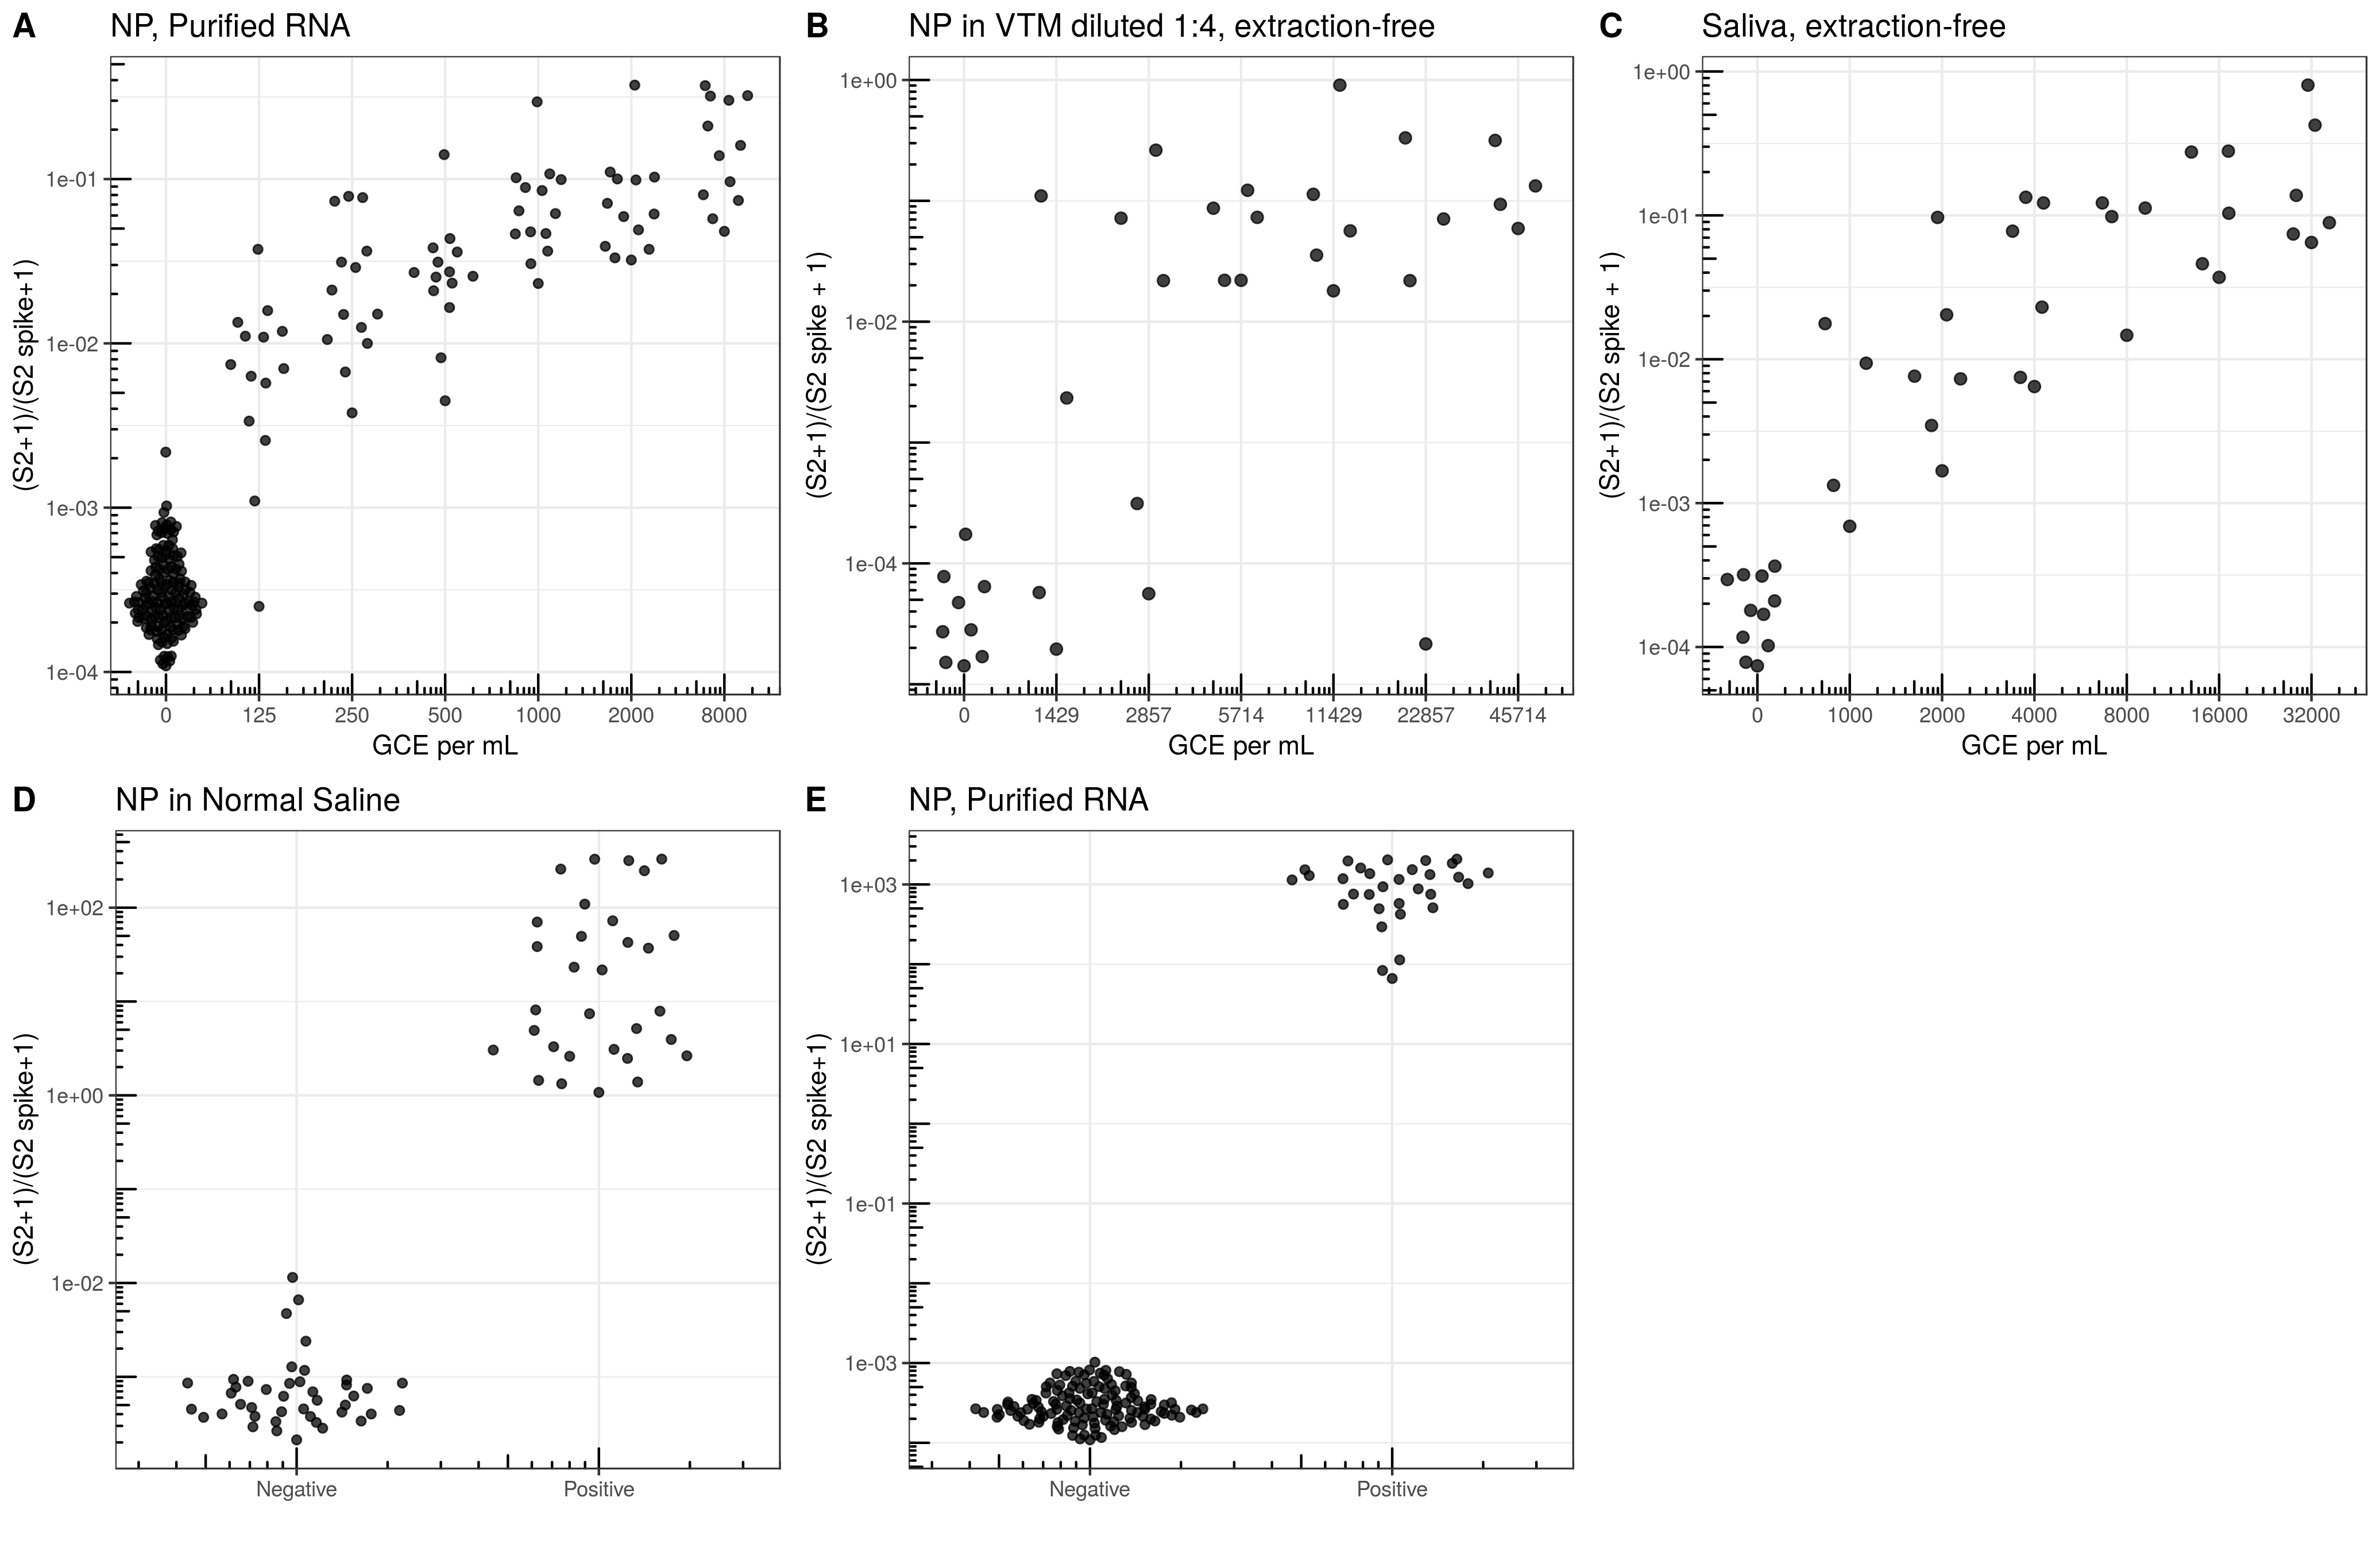 A NP, Purified RNA
(S2+1)/(S2 spike+1)
1e-01
1e-02
1e-03
1e-04
0 125 250 500 1000 2000 8000
GCE per mL
B NP in VTM diluted 1:4, extraction-free
(S2+1)/(S2 spike + 1)
1e+00
1e-02
1e-04
0 1429 2857 5714 11429 22857 45714
GCE per mL
C Saliva, extraction-free
(S2+1)/(S2 spike + 1)
1e+00
1e-01
1e-02
1e-03
1e-04
0 1000 2000 4000 8000 16000 32000
GCE per mL
D NP in Normal Saline
(S2+1)/(S2 spike+1)
1e+02
1e+00
1e-02
Negative Positive
E NP, Purified RNA
(S2+1)/(S2 spike+1)
1e+03
1e+01
1e-01
1e-03
Negative Positive